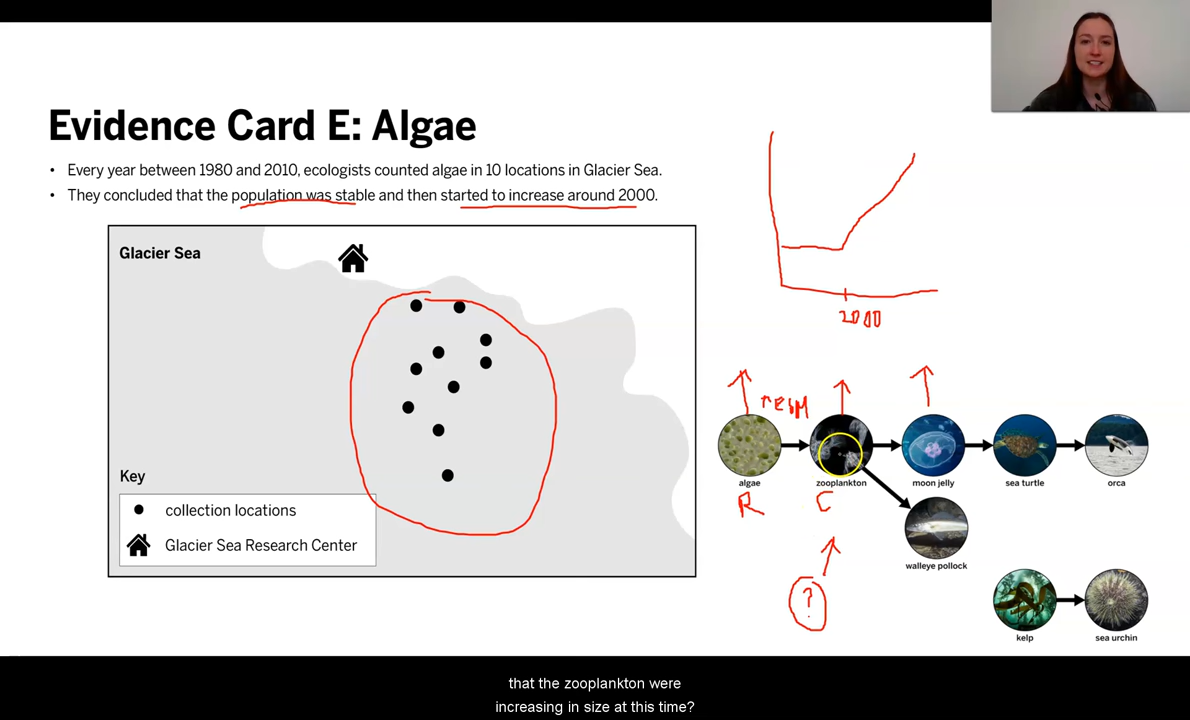 Evidence Card E: Algae
• Every year between 1980 and 2010, ecologists counted algae in 10 locations in Glacier Sea.
• They concluded that the population was stable and then started to increase around 2000.
Glacier Sea
2000
Key
collection locations
Glacier Sea Research Center
algae
zooplankton
moon jelly
sea turtle
orca
R
C
walleye pollock
?
kelp
sea urchin
that the zooplankton were
increasing in size at this time?